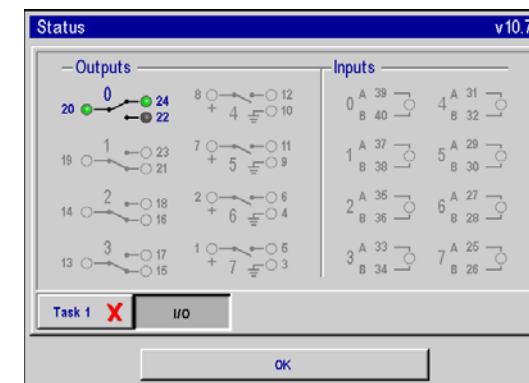 Status v10.7
Outputs
Inputs
0
20 24
22
8 12
+ 4 10
0 A 39
B 40
4 A 31
B 32
1
19 23
21
7 11
+ 5 9
1 A 37
B 38
5 A 29
B 30
2
14 18
16
2 6
+ 6 4
2 A 35
B 36
6 A 27
B 28
3
13 17
15
1 5
+ 7 3
3 A 33
B 34
7 A 25
B 26
Task 1 X I/O
OK